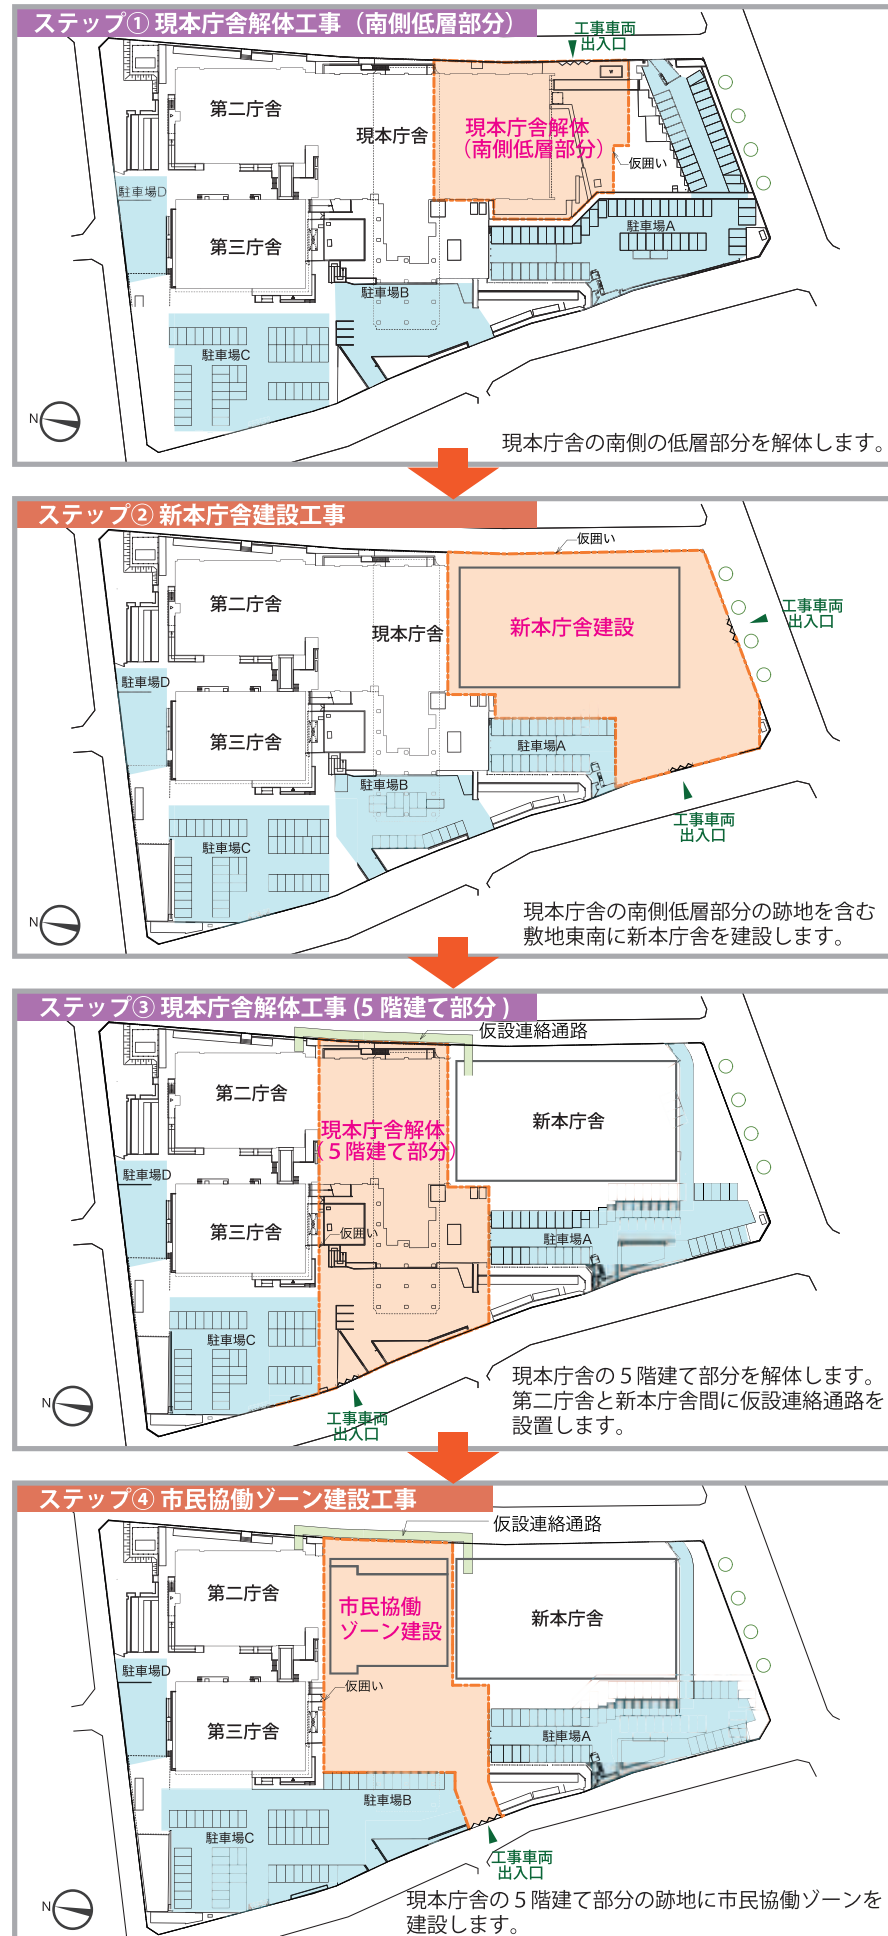 ステップ① 現本庁舎解体工事（南側低層部分）
工事車両
出入口
第二庁舎
現本庁舎
現本庁舎解体
（南側低層部分）
仮囲い
駐車場D
第三庁舎
駐車場A
駐車場B
駐車場C
N
現本庁舎の南側の低層部分を解体します。
ステップ② 新本庁舎建設工事
仮囲い
第二庁舎
現本庁舎
新本庁舎建設
工事車両
出入口
駐車場D
第三庁舎
駐車場A
駐車場B
工事車両
出入口
駐車場C
N
現本庁舎の南側低層部分の跡地を含む
敷地東南に新本庁舎を建設します。
ステップ③ 現本庁舎解体工事 (5 階建て部分 )
仮設連絡通路
第二庁舎
現本庁舎解体
（５階建て部分）
新本庁舎
駐車場D
第三庁舎
仮囲い
駐車場A
駐車場C
N
工事車両
出入口
現本庁舎の５階建て部分を解体します。
第二庁舎と新本庁舎間に仮設連絡通路を
設置します。
ステップ④ 市民協働ゾーン建設工事
仮設連絡通路
第二庁舎
市民協働
ゾーン建設
新本庁舎
駐車場D
仮囲い
第三庁舎
駐車場A
駐車場B
駐車場C
工事車両
出入口
N
現本庁舎の５階建て部分の跡地に市民協働ゾーンを
建設します。